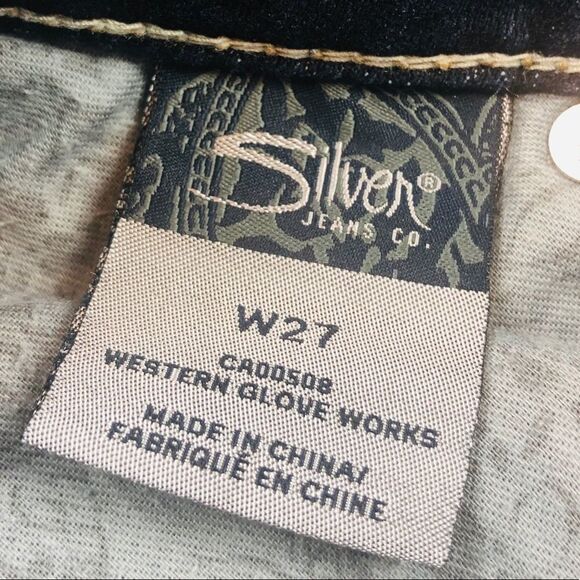 Silver®
JEANS CO.
W27
CA00508
WESTERN GLOVE WORKS
MADE IN CHINA/
FABRIQUÉ EN CHINE